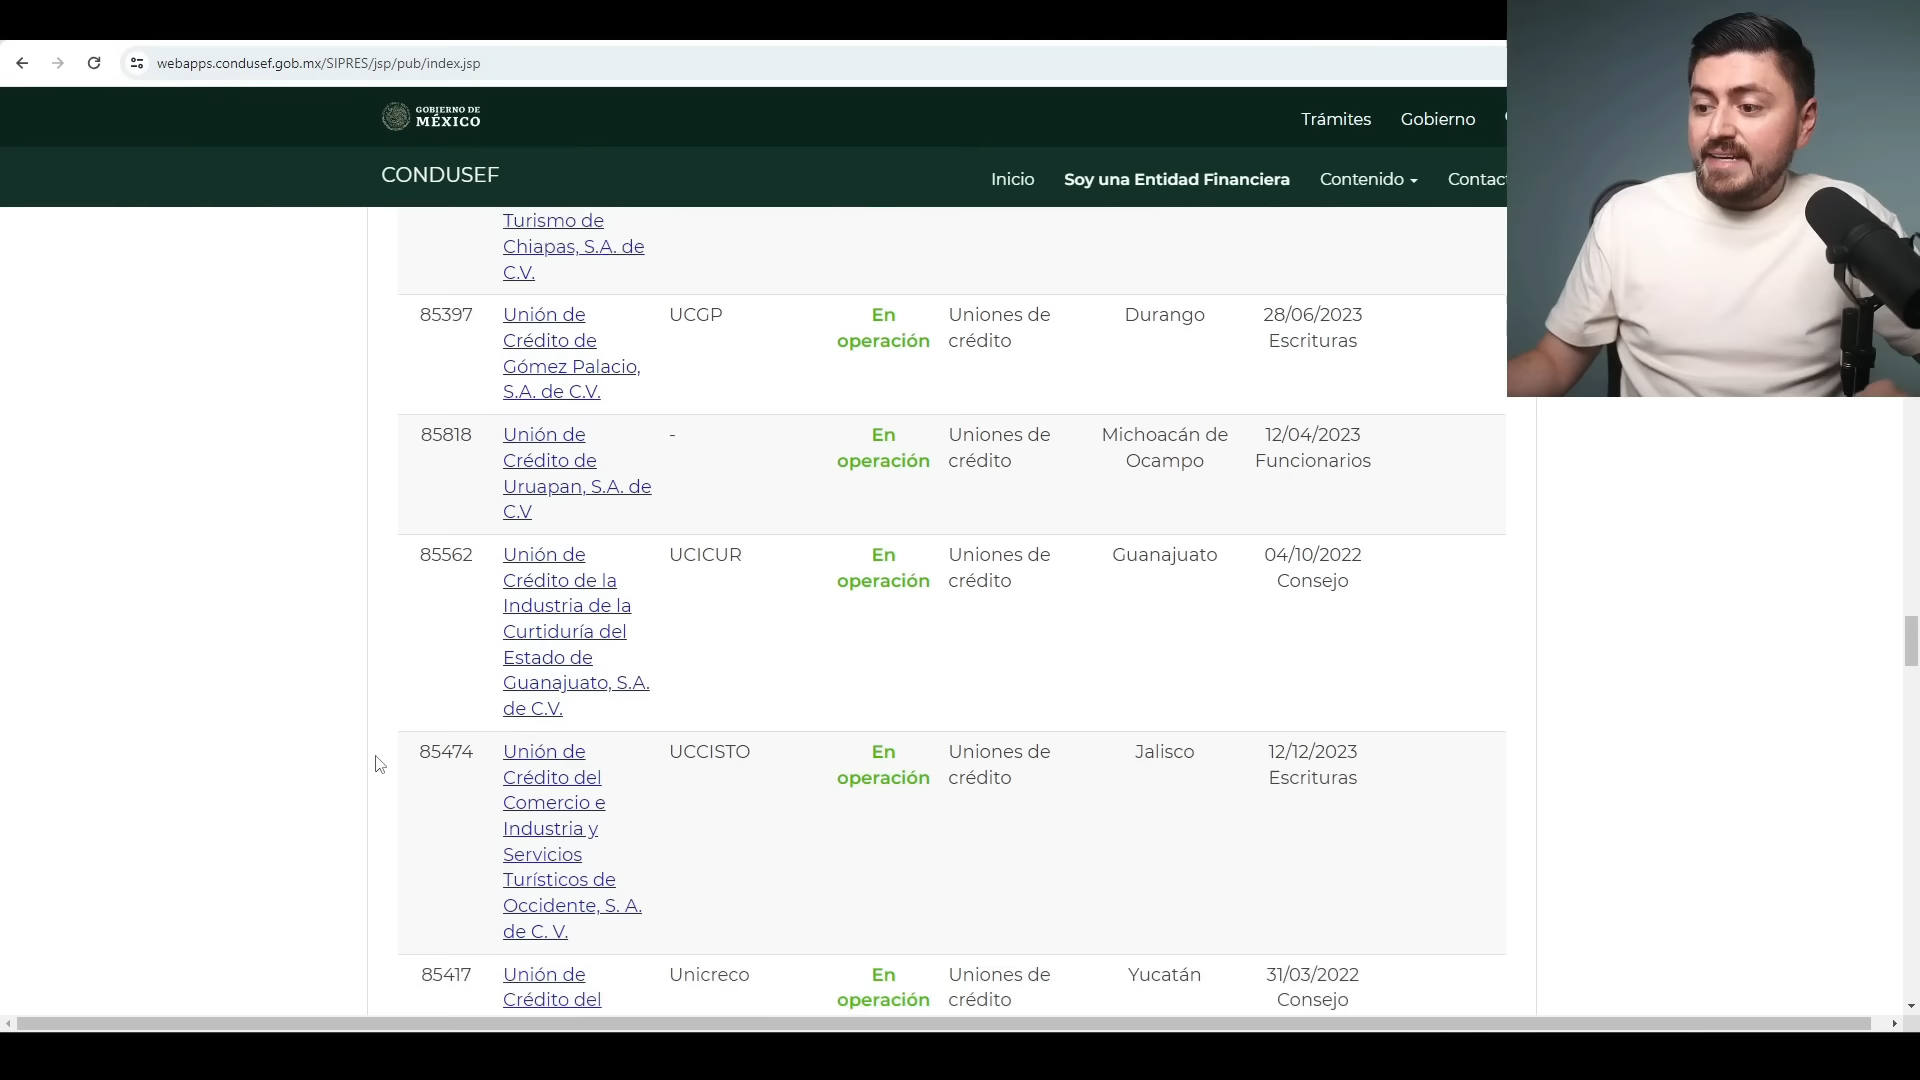 webapps.condusef.gob.mx/SIPRES/jsp/pub/index.jsp
GOBIERNO DE
MÉXICO
Trámites
Gobierno
CONDUSEF
Inicio
Soy una Entidad Financiera
Contenido
Contac
Turismo de
Chiapas, S.A. de
C.V.
85397
Unión de
Crédito de
Gómez Palacio,
S.A. de C.V.
UCGP
En
operación
Uniones de
crédito
Durango
28/06/2023
Escrituras
85818
Unión de
Crédito de
Uruapan, S.A. de
C.V
-
En
operación
Uniones de
crédito
Michoacán de
Ocampo
12/04/2023
Funcionarios
85562
Unión de
Crédito de la
Industria de la
Curtiduría del
Estado de
Guanajuato, S.A.
de C.V.
UCICUR
En
operación
Uniones de
crédito
Guanajuato
04/10/2022
Consejo
85474
Unión de
Crédito del
Comercio e
Industria y
Servicios
Turísticos de
Occidente, S. A.
de C. V.
UCCISTO
En
operación
Uniones de
crédito
Jalisco
12/12/2023
Escrituras
85417
Unión de
Crédito del
Unicreco
En
operación
Uniones de
crédito
Yucatán
31/03/2022
Consejo